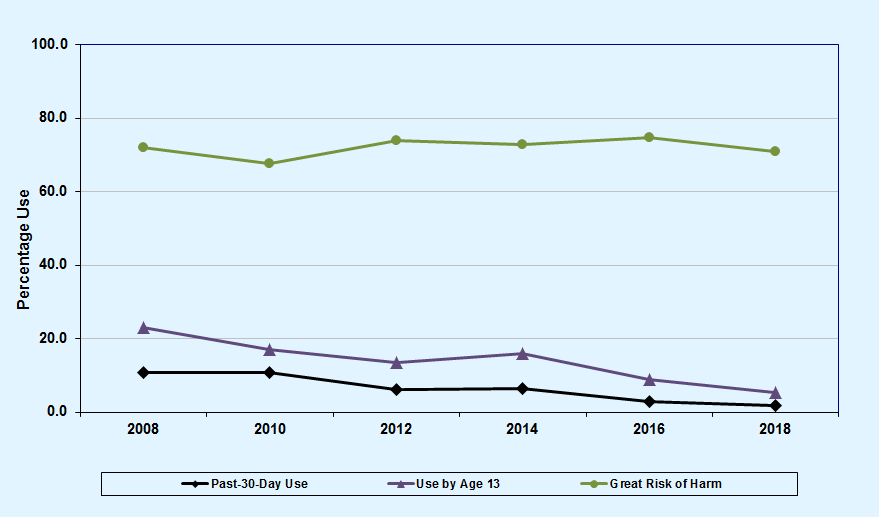 100.0
80.0
60.0
40.0
20.0
0.0
Percentage Use
2008 2010 2012 2014 2016 2018
Past-30-Day Use Use by Age 13 Great Risk of Harm